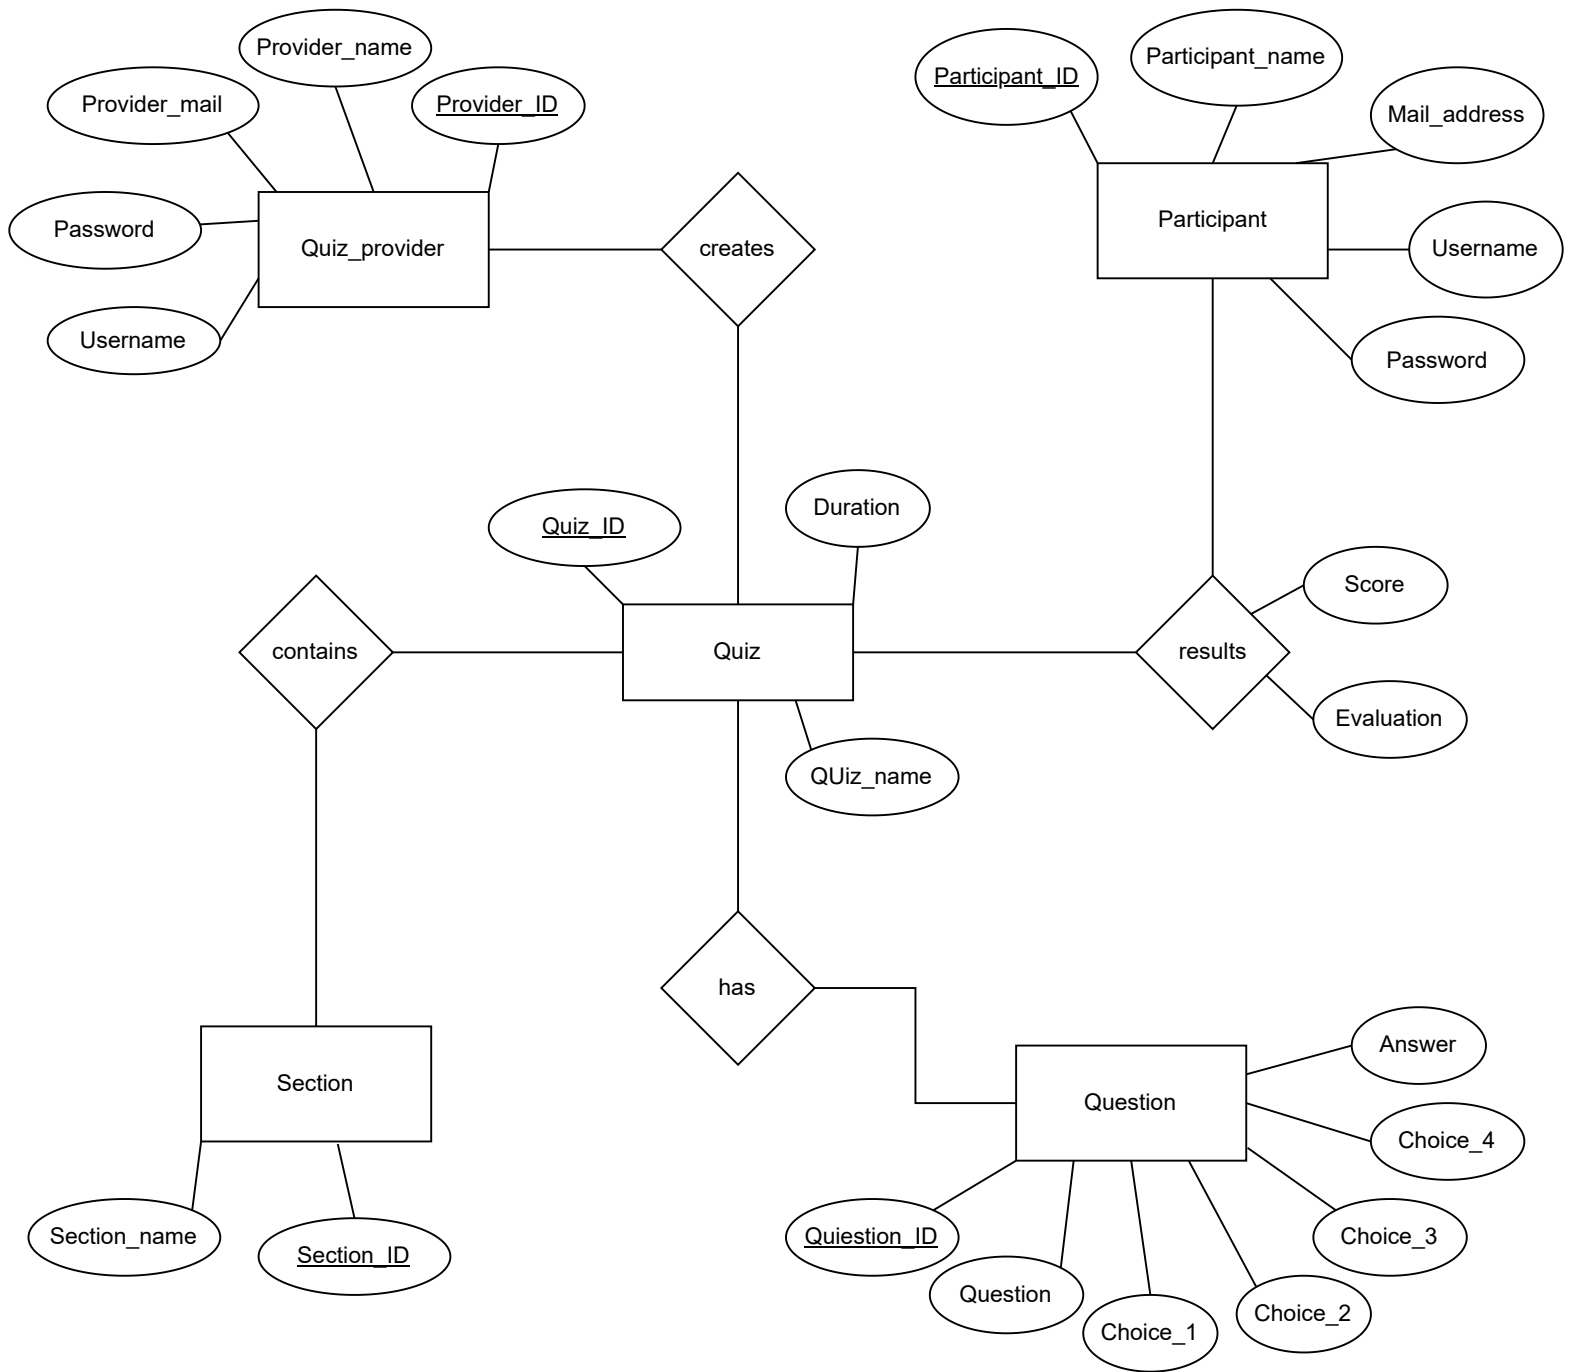 Provider_name
Provider_mail
Provider_ID
Password
Quiz_provider
Username
creates
Participant_ID
Participant_name
Mail_address
Participant
Username
Password
Quiz_ID
Duration
contains
Quiz
results
Score
Evaluation
QUiz_name
has
Section
Section_name
Section_ID
Question
Answer
Choice_4
Choice_3
Quiestion_ID
Question
Choice_1
Choice_2